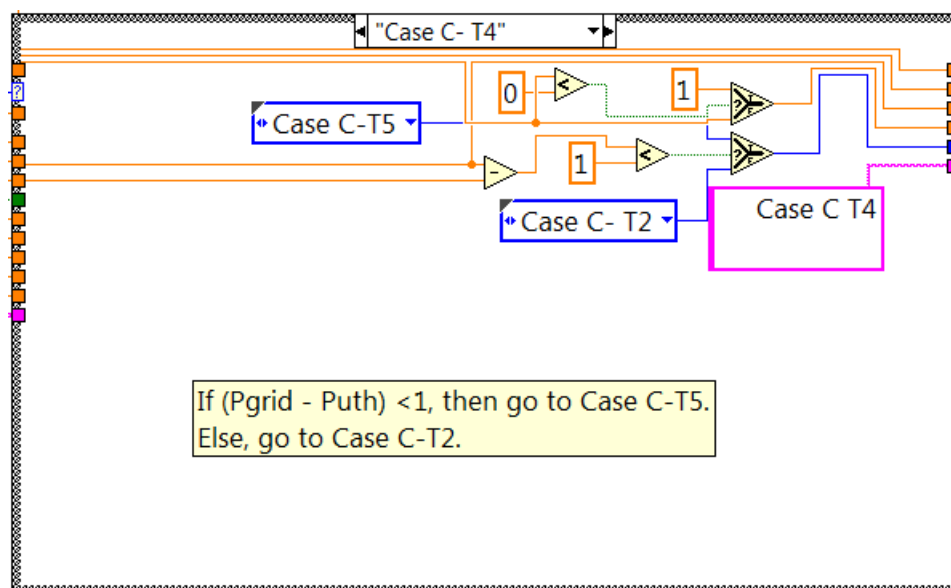 "Case C- T4"
?
Case C-T5
0
<
1
?
T
F
-
1
<
?
T
F
Case C- T2
Case C T4
If (Pgrid - Puth) <1, then go to Case C-T5.
Else, go to Case C-T2.